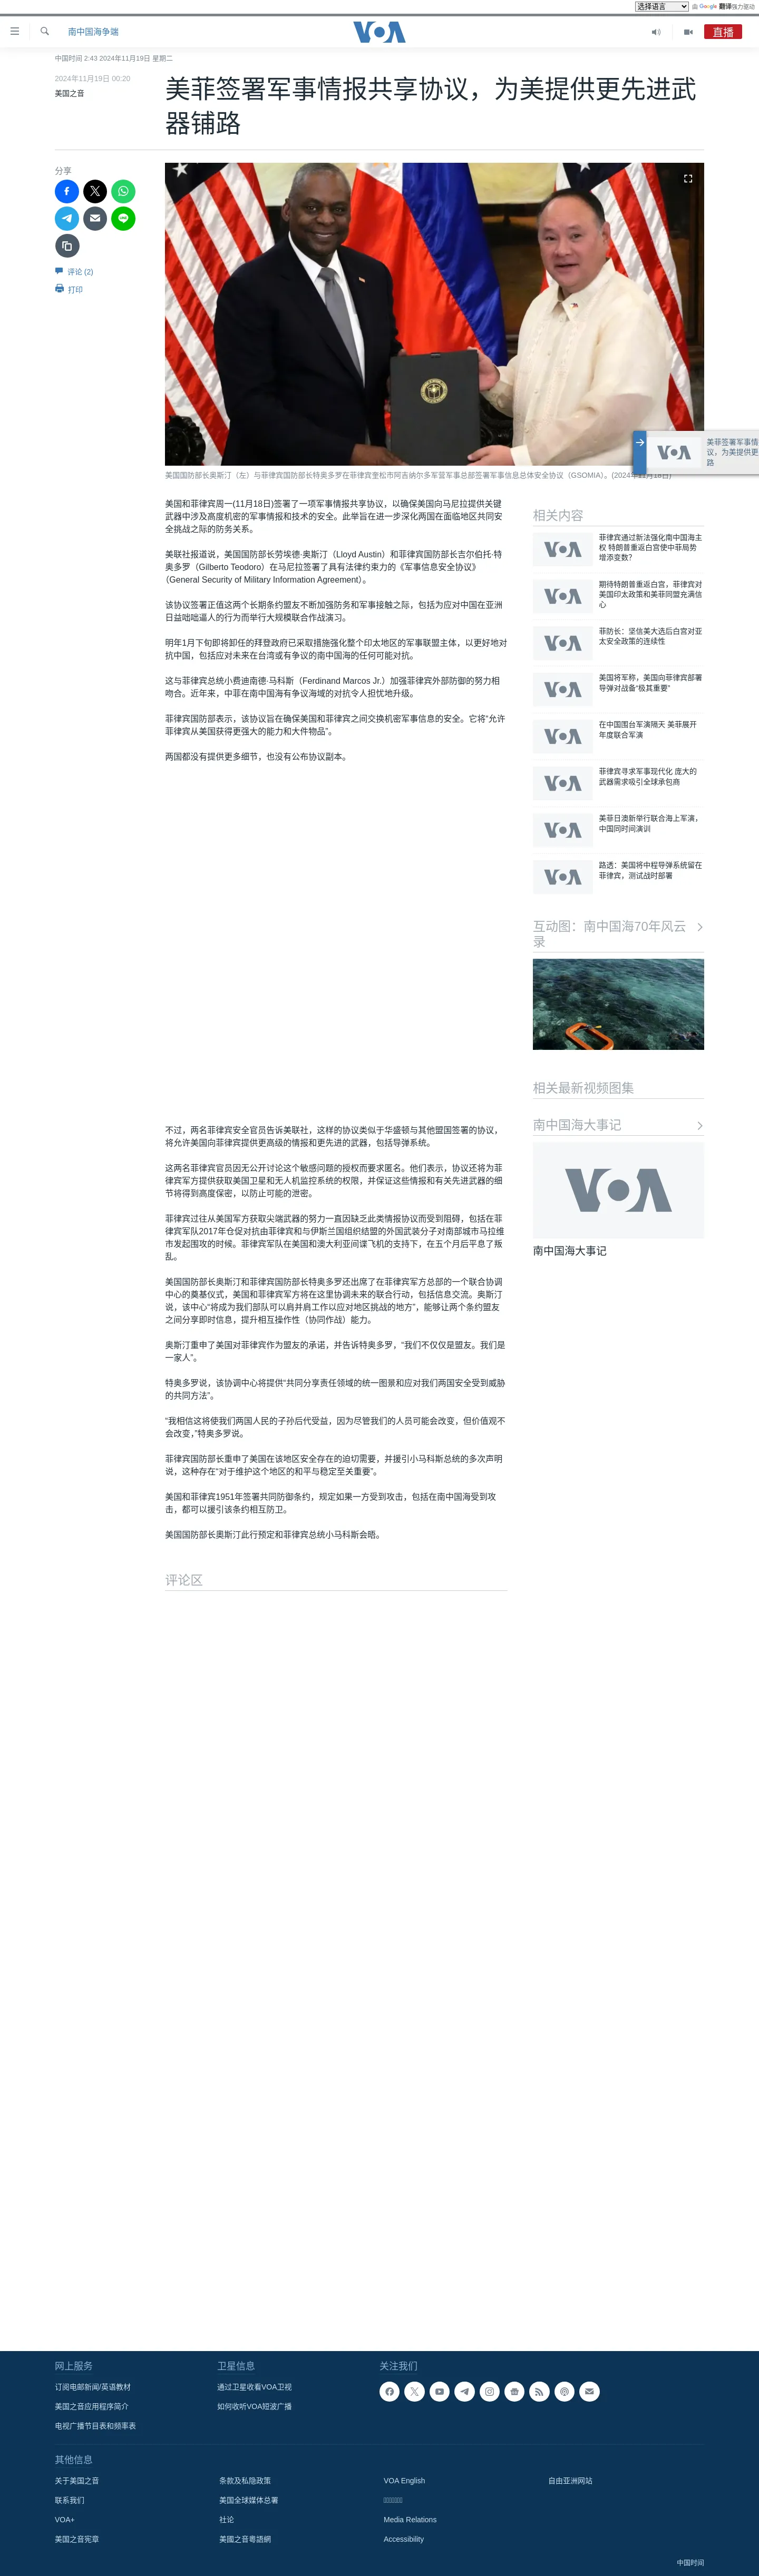 选择语言
由 Google 翻译强力驱动
南中国海争端
VOA
直播
中国时间 2:43 2024年11月19日 星期二
2024年11月19日 00:20
美国之音
美菲签署军事情报共享协议，为美提供更先进武
器铺路
分享
评论 (2)
打印
美国国防部长奥斯汀（左）与菲律宾国防部长特奥多罗在菲律宾奎松市阿吉纳尔多军营军事总部签署军事信息总体安全协议（GSOMIA）。(2024年11月18日)
VOA
美菲签署军事情
议，为美提供更
路
美国和菲律宾周一(11月18日)签署了一项军事情报共享协议，以确保美国向马尼拉提供关键
武器中涉及高度机密的军事情报和技术的安全。此举旨在进一步深化两国在面临地区共同安
全挑战之际的防务关系。
美联社报道说，美国国防部长劳埃德·奥斯汀（Lloyd Austin）和菲律宾国防部长吉尔伯托·特
奥多罗（Gilberto Teodoro）在马尼拉签署了具有法律约束力的《军事信息安全协议》
（General Security of Military Information Agreement）。
该协议签署正值这两个长期条约盟友不断加强防务和军事接触之际，包括为应对中国在亚洲
日益咄咄逼人的行为而举行大规模联合作战演习。
明年1月下旬即将卸任的拜登政府已采取措施强化整个印太地区的军事联盟主体，以更好地对
抗中国，包括应对未来在台湾或有争议的南中国海的任何可能对抗。
这与菲律宾总统小费迪南德·马科斯（Ferdinand Marcos Jr.）加强菲律宾外部防御的努力相
吻合。近年来，中菲在南中国海有争议海域的对抗令人担忧地升级。
菲律宾国防部表示，该协议旨在确保美国和菲律宾之间交换机密军事信息的安全。它将“允许
菲律宾从美国获得更强大的能力和大件物品”。
两国都没有提供更多细节，也没有公布协议副本。
不过，两名菲律宾安全官员告诉美联社，这样的协议类似于华盛顿与其他盟国签署的协议，
将允许美国向菲律宾提供更高级的情报和更先进的武器，包括导弹系统。
这两名菲律宾官员因无公开讨论这个敏感问题的授权而要求匿名。他们表示，协议还将为菲
律宾军方提供获取美国卫星和无人机监控系统的权限，并保证这些情报和有关先进武器的细
节将得到高度保密，以防止可能的泄密。
菲律宾过往从美国军方获取尖端武器的努力一直因缺乏此类情报协议而受到阻碍，包括在菲
律宾军队2017年仓促对抗由菲律宾和与伊斯兰国组织结盟的外国武装分子对南部城市马拉维
市发起围攻的时候。菲律宾军队在美国和澳大利亚间谍飞机的支持下，在五个月后平息了叛
乱。
美国国防部长奥斯汀和菲律宾国防部长特奥多罗还出席了在菲律宾军方总部的一个联合协调
中心的奠基仪式，美国和菲律宾军方将在这里协调未来的联合行动，包括信息交流。奥斯汀
说，该中心“将成为我们部队可以肩并肩工作以应对地区挑战的地方”，能够让两个条约盟友
之间分享即时信息，提升相互操作性（协同作战）能力。
奥斯汀重申了美国对菲律宾作为盟友的承诺，并告诉特奥多罗，“我们不仅仅是盟友。我们是
一家人”。
特奥多罗说，该协调中心将提供“共同分享责任领域的统一图景和应对我们两国安全受到威胁
的共同方法”。
“我相信这将使我们两国人民的子孙后代受益，因为尽管我们的人员可能会改变，但价值观不
会改变，”特奥多罗说。
菲律宾国防部长重申了美国在该地区安全存在的迫切需要，并援引小马科斯总统的多次声明
说，这种存在“对于维护这个地区的和平与稳定至关重要”。
美国和菲律宾1951年签署共同防御条约，规定如果一方受到攻击，包括在南中国海受到攻
击，都可以援引该条约相互防卫。
美国国防部长奥斯汀此行预定和菲律宾总统小马科斯会晤。
评论区
相关内容
VOA
菲律宾通过新法强化南中国海主
权 特朗普重返白宫使中菲局势
增添变数?
VOA
期待特朗普重返白宫，菲律宾对
美国印太政策和美菲同盟充满信
心
VOA
菲防长：坚信美大选后白宫对亚
太安全政策的连续性
VOA
美国将军称，美国向菲律宾部署
导弹对战备“极其重要”
VOA
在中国围台军演隔天 美菲展开
年度联合军演
VOA
菲律宾寻求军事现代化 庞大的
武器需求吸引全球承包商
VOA
美菲日澳新举行联合海上军演，
中国同时间演训
VOA
路透：美国将中程导弹系统留在
菲律宾，测试战时部署
互动图：南中国海70年风云
录
相关最新视频图集
南中国海大事记
VOA
南中国海大事记
网上服务
订阅电邮新闻/英语教材
美国之音应用程序简介
电视广播节目表和频率表
卫星信息
通过卫星收看VOA卫视
如何收听VOA短波广播
关注我们
其他信息
关于美国之音
联系我们
VOA+
美国之音宪章
条款及私隐政策
美国全球媒体总署
社论
美國之音粵語網
VOA English
Media Relations
Accessibility
自由亚洲网站
中国时间